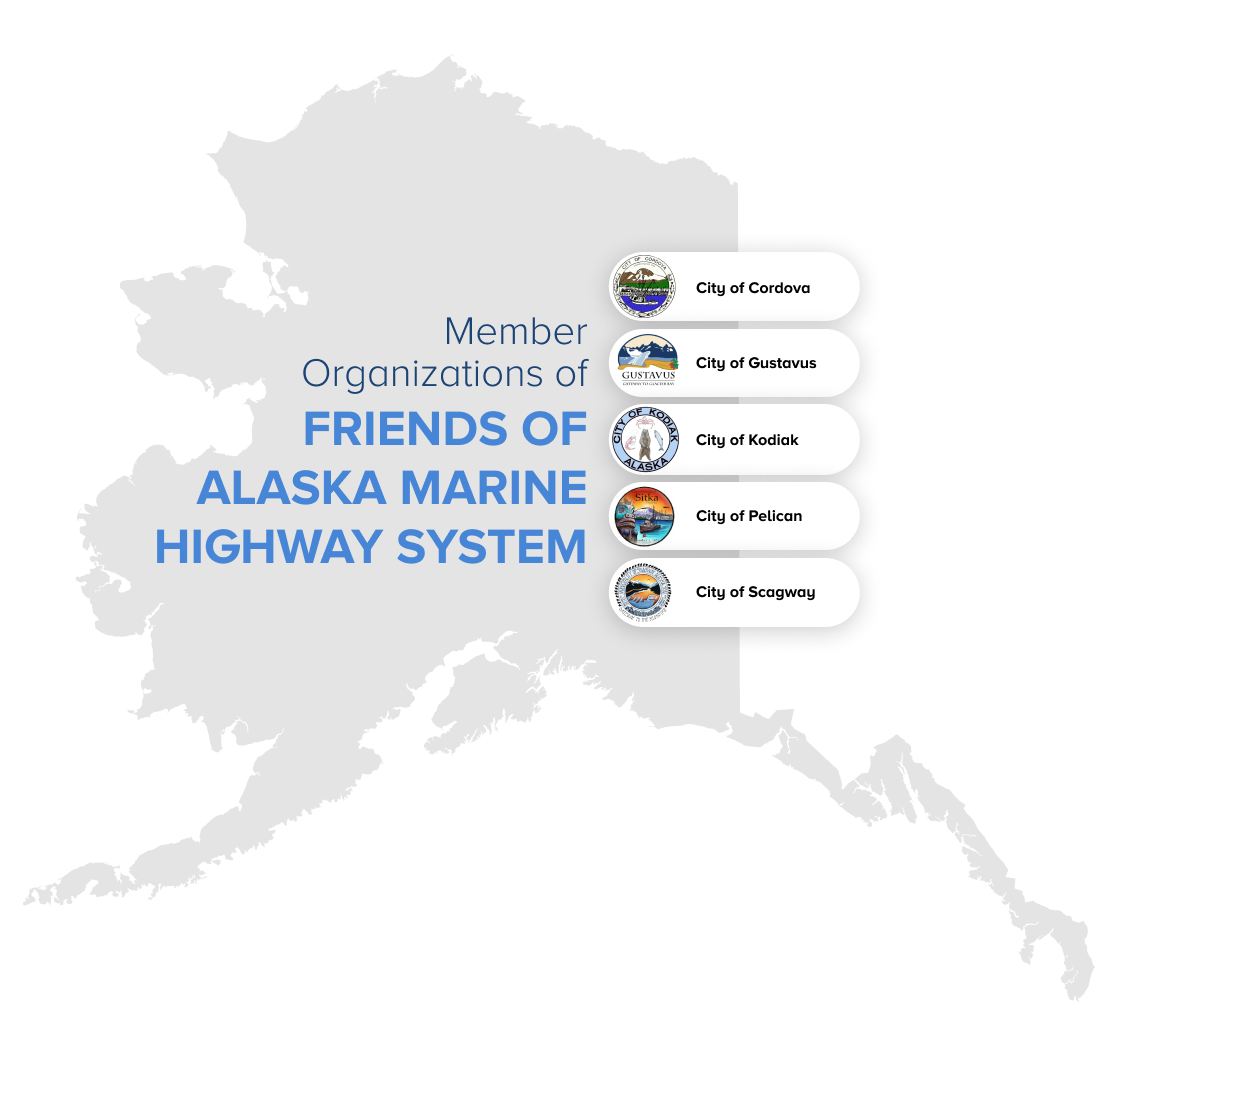 Member
Organizations of
FRIENDS OF
ALASKA MARINE
HIGHWAY SYSTEM
CITY OF CORDOVA
City of Cordova
GUSTAVUS
GATEWAY TO GLACIER BAY
City of Gustavus
CITY OF KODIAK
ALASKA
City of Kodiak
Sitka
City of Pelican
City of Scagway